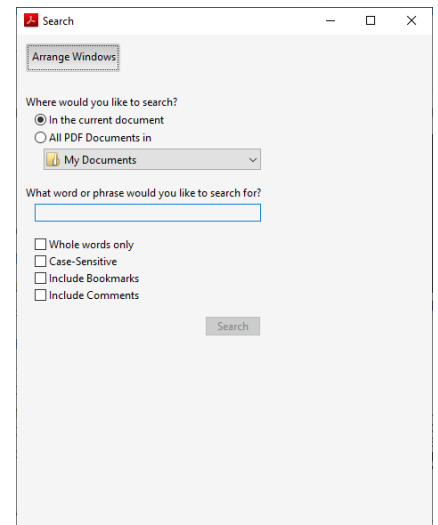 Search
Arrange Windows
Where would you like to search?
In the current document
All PDF Documents in
My Documents
What word or phrase would you like to search for?
Whole words only
Case-Sensitive
Include Bookmarks
Include Comments
Search